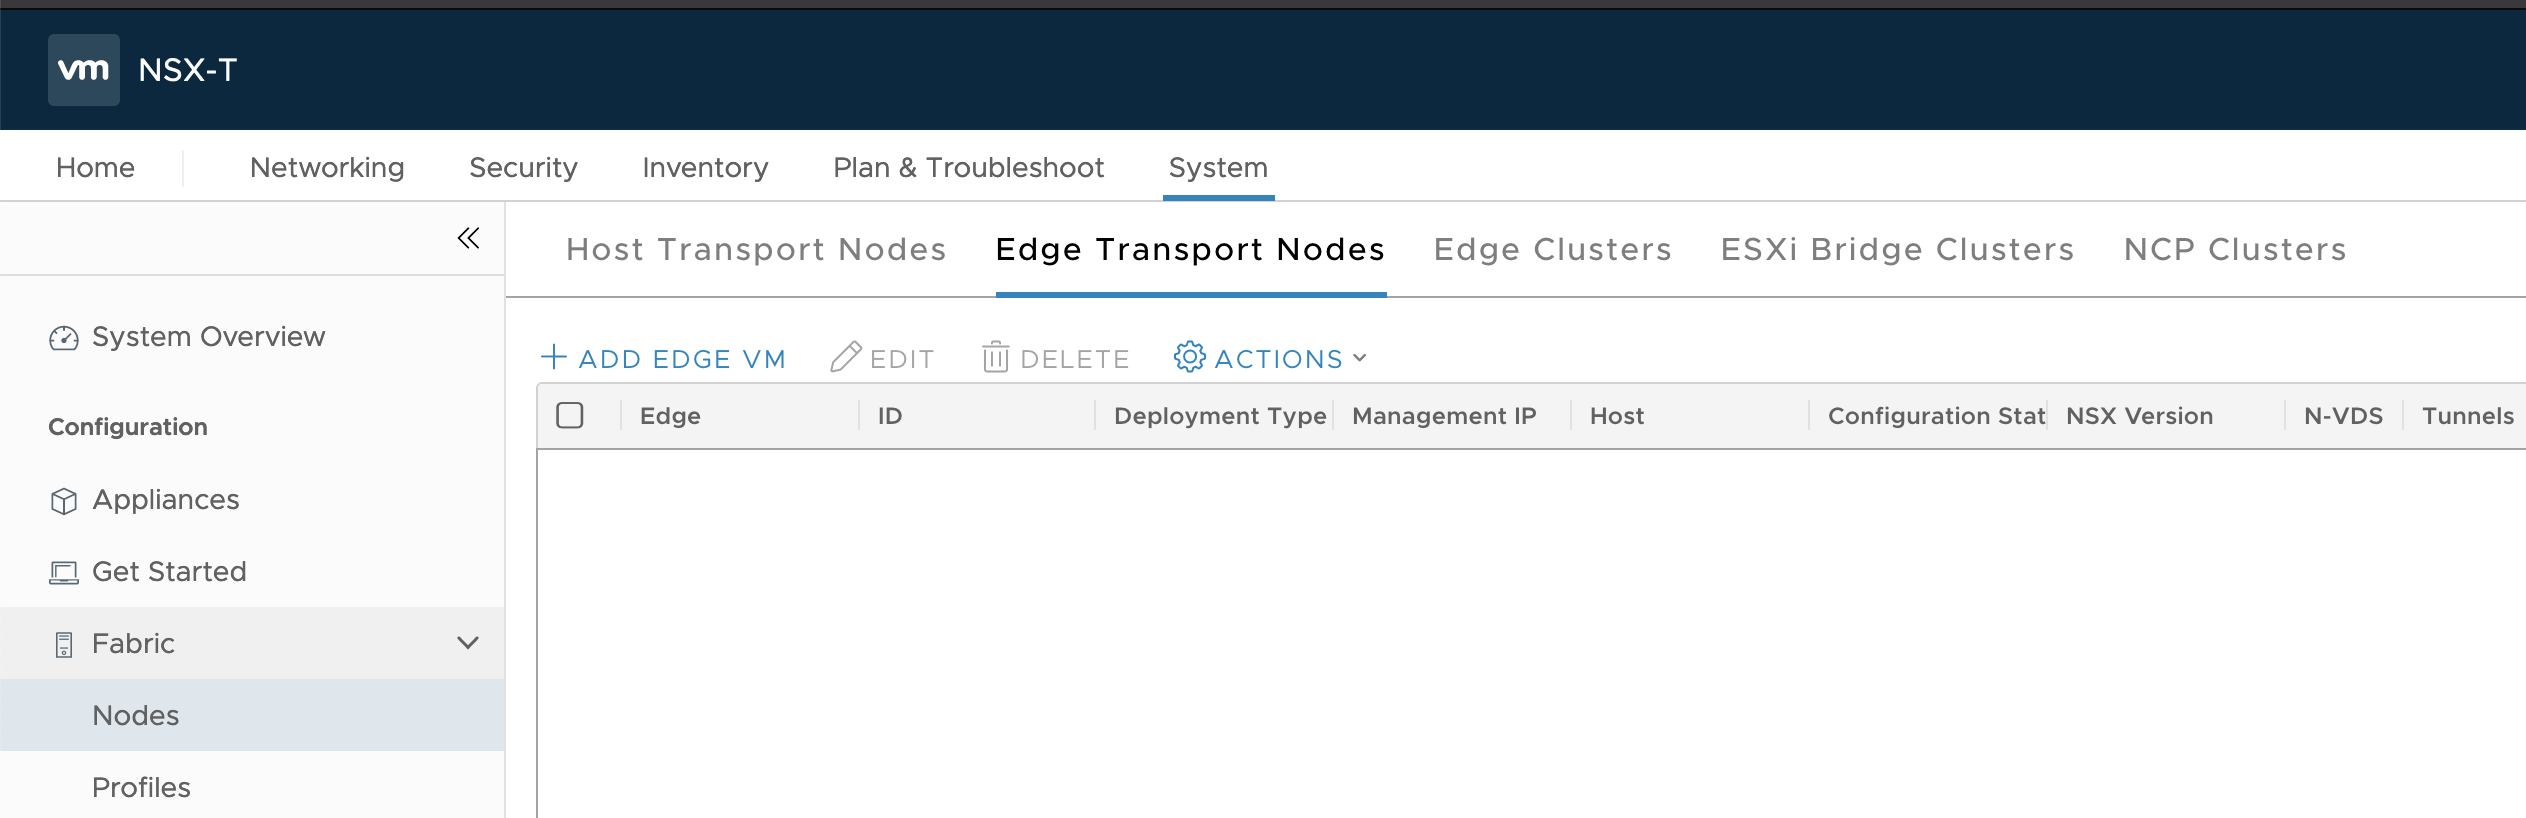 vm NSX-T
Home Networking Security Inventory Plan & Troubleshoot System
Host Transport Nodes Edge Transport Nodes Edge Clusters ESXi Bridge Clusters NCP Clusters
System Overview
ADD EDGE VM EDIT DELETE ACTIONS
Edge ID Deployment Type Management IP Host Configuration Stat NSX Version N-VDS Tunnels
Configuration
Appliances
Get Started
Fabric
Nodes
Profiles